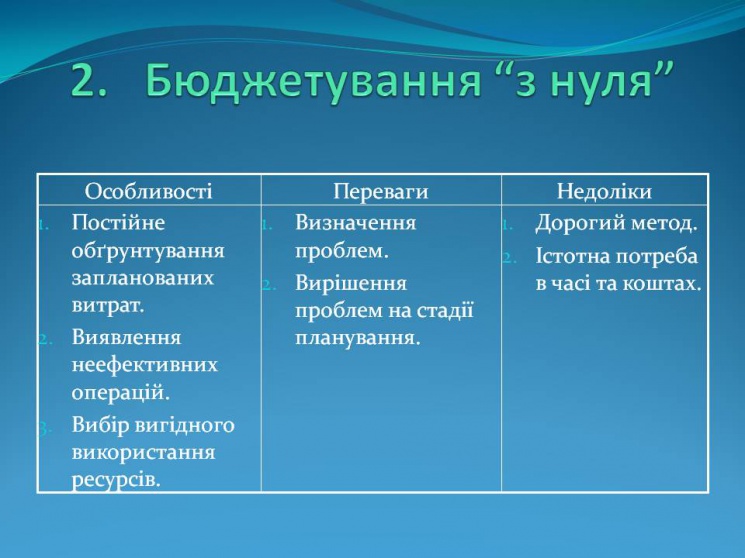 2. Бюджетування “з нуля”
Особливості
Переваги
Недоліки
1. Постійне
обґрунтування
запланованих
витрат.
2. Виявлення
неефективних
операцій.
3. Вибір вигідного
використання
ресурсів.
1. Визначення
проблем.
2. Вирішення
проблем на стадії
планування.
1. Дорогий метод.
2. Істотна потреба
в часі та коштах.